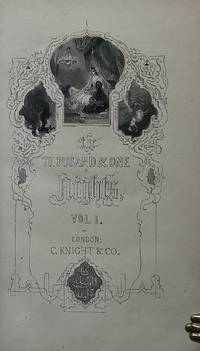 The
THOUSAND & ONE
Nights,
VOL I.
LONDON:
C. KNIGHT & CO.